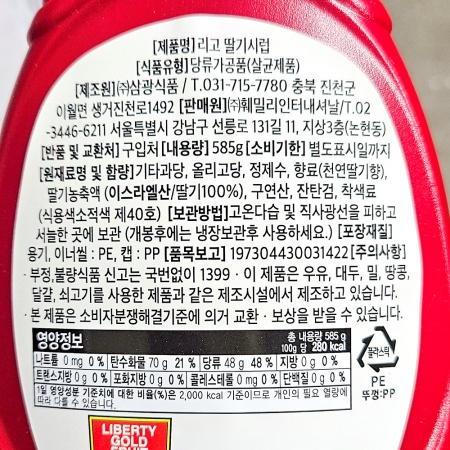 [제품명] 리고 딸기시럽
[식품유형] 당류가공품(살균제품)
[제조원] ㈜삼광식품 / T.031-715-7780 충북 진천군
이월면 생거진천로1492 [판매원] ㈜훼밀리인터내셔날/T.02
-3446-6211 서울특별시 강남구 선릉로 131길 11, 지상3층(논현동)
[반품 및 교환처] 구입처 [내용량] 585g [소비기한] 별도표시일까지
[원재료명 및 함량] 기타과당, 올리고당, 정제수, 향료(천연딸기향),
딸기농축액 (이스라엘산/딸기100%), 구연산, 잔탄검, 착색료
(식용색소적색 제40호) [보관방법] 고온다습 및 직사광선을 피하고
서늘한 곳에 보관 (개봉후에는 냉장보관후 사용하세요.) [포장재질]
용기, 이너씰 : PE, 캡 : PP [품목보고] 197304430031422 [주의사항]
· 부정,불량식품 신고는 국번없이 1399 · 이 제품은 우유, 대두, 밀, 땅콩,
달걀, 쇠고기를 사용한 제품과 같은 제조시설에서 제조하고 있습니다.
· 본 제품은 소비자분쟁해결기준에 의거 교환 · 보상을 받을 수 있습니다.
영양정보 총 내용량 585 g
100g 당 280 kcal
나트륨 0 mg 0 % 탄수화물 70 g 21 % 당류 48 g 48 % 지방 0 g 0 %
트랜스지방 0 g 포화지방 0 g 0 % 콜레스테롤 0 mg 0 % 단백질 0 g 0 %
1일 영양성분 기준치에 대한 비율(%)은 2,000 kcal 기준이므로 개인의 필요 열량에
따라 다를 수 있습니다.
플라스틱
PE
뚜껑:PP
LIBERTY
GOLD
FRUIT